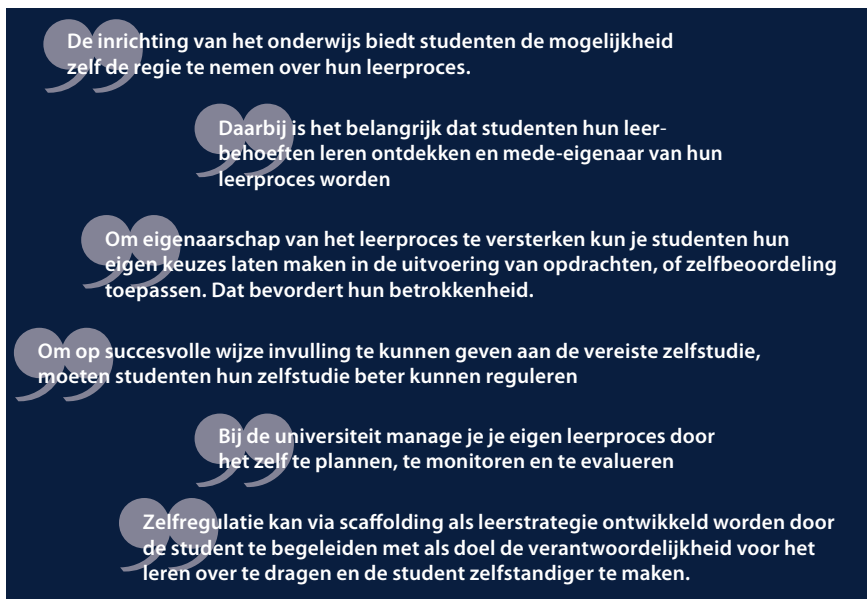 De inrichting van het onderwijs biedt studenten de mogelijkheid
zelf de regie te nemen over hun leerproces.
Daarbij is het belangrijk dat studenten hun leer-
behoeften leren ontdekken en mede-eigenaar van hun
leerproces worden
Om eigenaarschap van het leerproces te versterken kun je studenten hun
eigen keuzes laten maken in de uitvoering van opdrachten, of zelfbeoordeling
toepassen. Dat bevordert hun betrokkenheid.
Om op succesvolle wijze invulling te kunnen geven aan de vereiste zelfstudie,
moeten studenten hun zelfstudie beter kunnen reguleren
Bij de universiteit manage je je eigen leerproces door
het zelf te plannen, te monitoren en te evalueren
Zelfregulatie kan via scaffolding als leerstrategie ontwikkeld worden door
de student te begeleiden met als doel de verantwoordelijkheid voor het
leren over te dragen en de student zelfstandiger te maken.